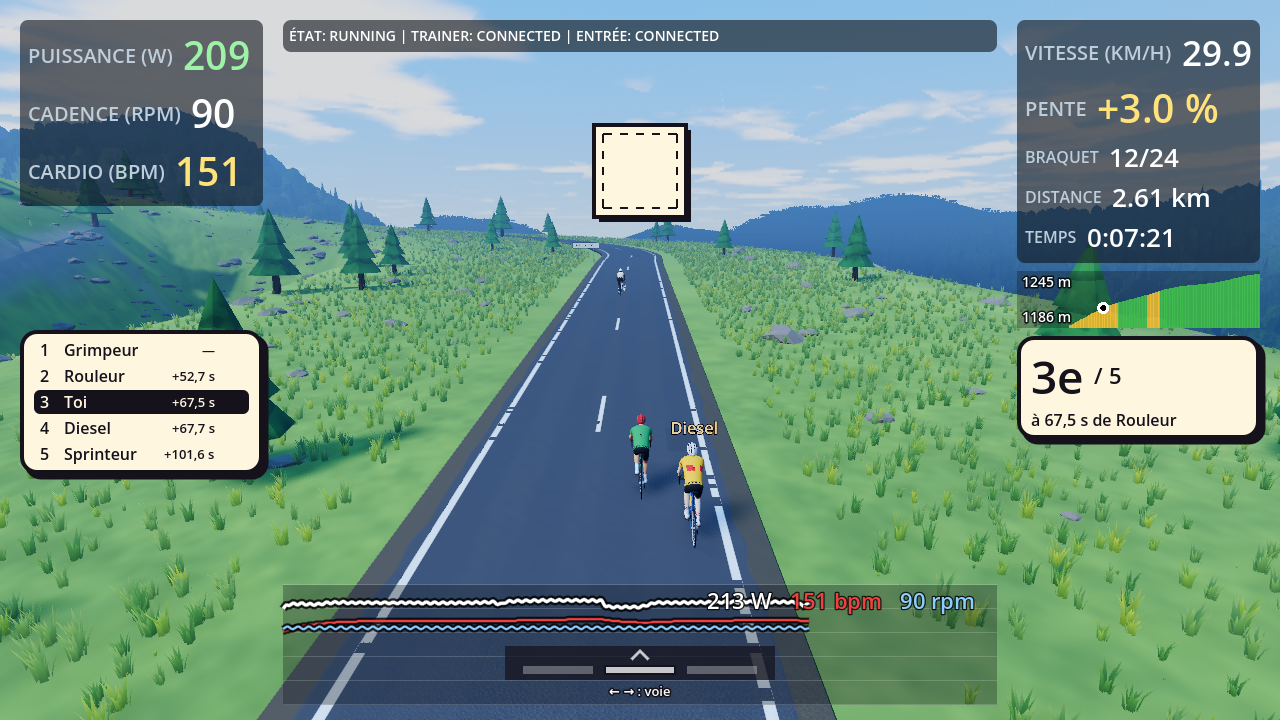 PUISSANCE (W) 209
CADENCE (RPM) 90
CARDIO (BPM) 151
ÉTAT: RUNNING | TRAINER: CONNECTED | ENTRÉE: CONNECTED
VITESSE (KM/H) 29.9
PENTE +3.0 %
BRAQUET 12/24
DISTANCE 2.61 km
TEMPS 0:07:21
1245 m
1186 m
1 Grimpeur —
2 Rouleur +52,7 s
3 Toi +67,5 s
4 Diesel +67,7 s
5 Sprinteur +101,6 s
3e / 5
à 67,5 s de Rouleur
Diesel
213 W 151 bpm 90 rpm
← → : voie